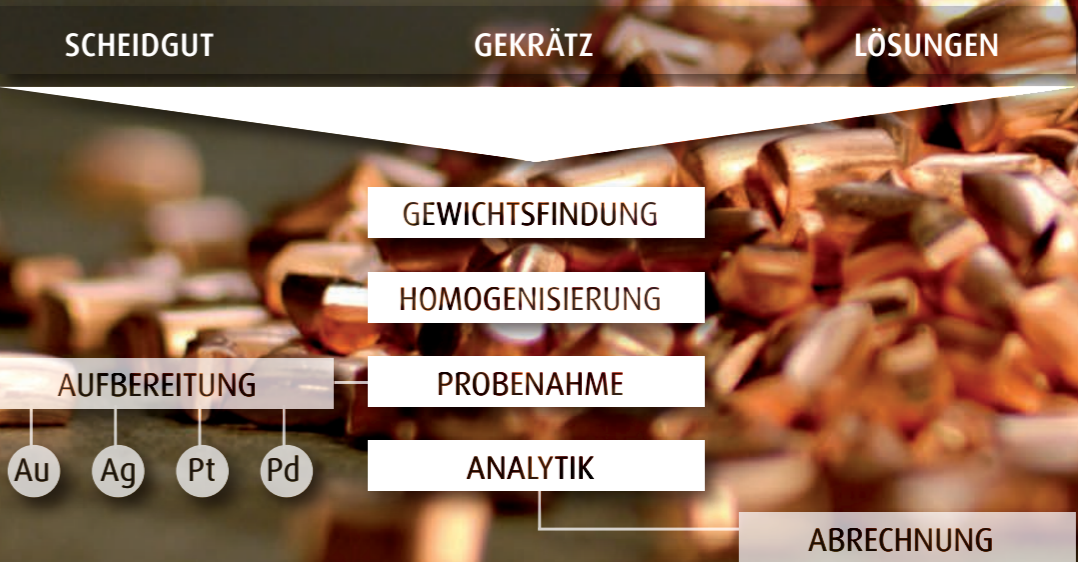 SCHEIDGUT GEKRÄTZ LÖSUNGEN
GEWICHTSFINDUNG
HOMOGENISIERUNG
AUFBEREITUNG PROBENAHME
Au Ag Pt Pd
ANALYTIK
ABRECHNUNG